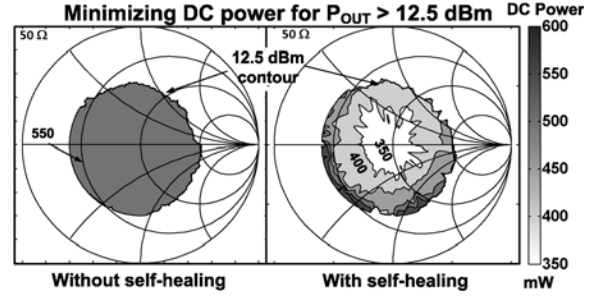 Minimizing DC power for POUT > 12.5 dBm
DC Power
50 Ω
50 Ω
12.5 dBm
contour
550
400
350
600
550
500
450
400
350
mW
Without self-healing
With self-healing